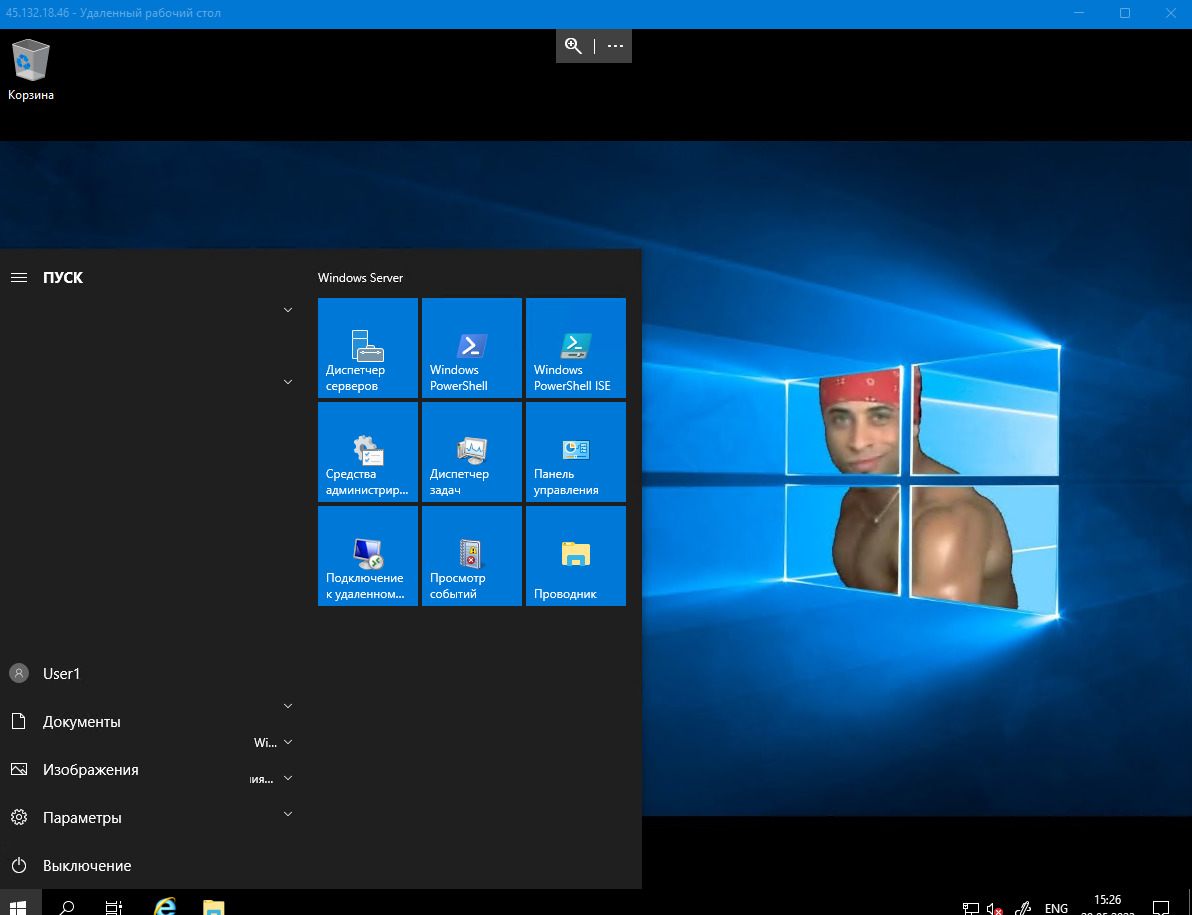 45.132.18.46 - Удаленный рабочий стол
Корзина
ПУСК
Windows Server
Диспетчер
серверов
Windows
PowerShell
Windows
PowerShell ISE
Средства
администрир...
Диспетчер
задач
Панель
управления
Подключение
к удаленном...
Просмотр
событий
Проводник
User1
Документы
Wi...
Изображения
ия...
Параметры
Выключение
ENG
15:26